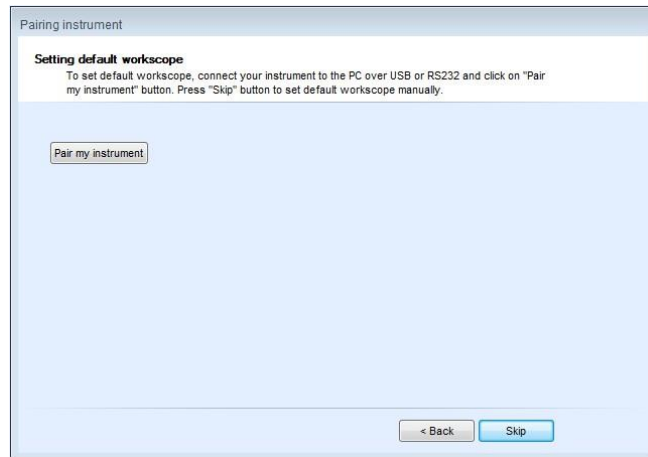 Pairing instrument
Setting default workscope
To set default workscope, connect your instrument to the PC over USB or RS232 and click on "Pair
my instrument" button. Press "Skip" button to set default workscope manually.
Pair my instrument
< Back
Skip